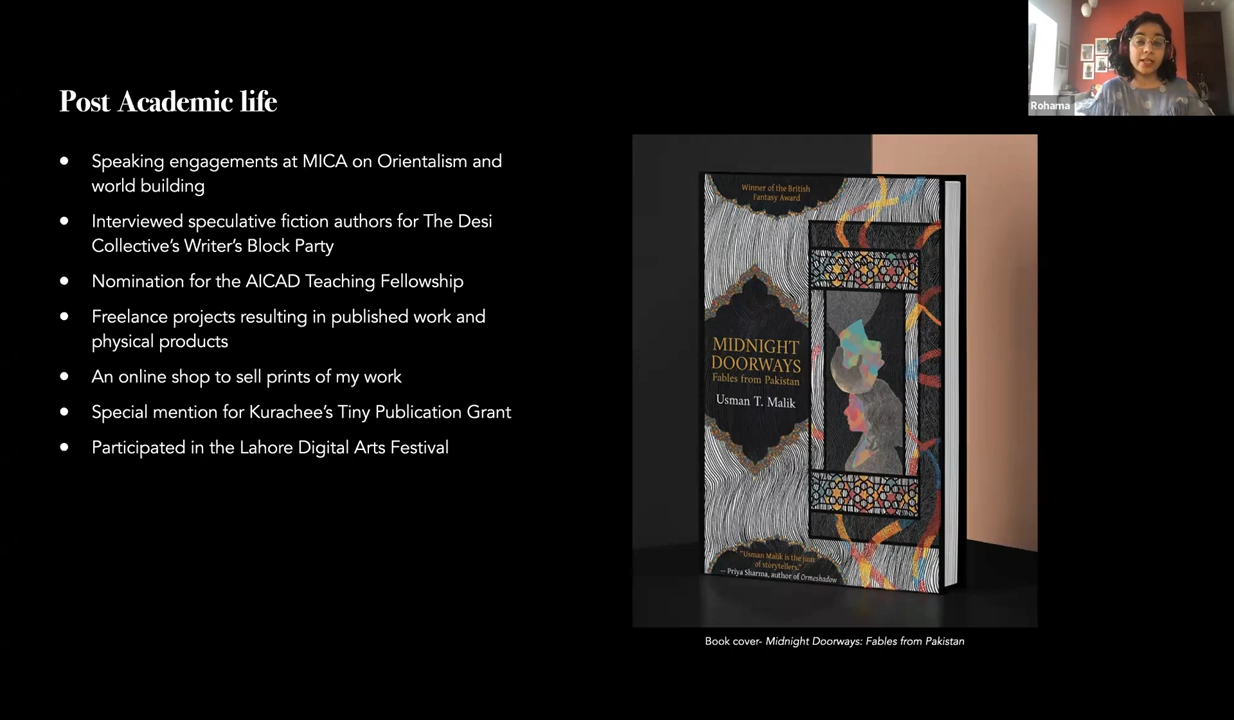 Post Academic life
Speaking engagements at MICA on Orientalism and
world building
Interviewed speculative fiction authors for The Desi
Collective's Writer's Block Party
Nomination for the AICAD Teaching Fellowship
Freelance projects resulting in published work and
physical products
An online shop to sell prints of my work
Special mention for Kurachee's Tiny Publication Grant
Participated in the Lahore Digital Arts Festival
Rohama
Winner of the British
Fantasy Award
MIDNIGHT
DOORWAYS
Fables from Pakistan
Usman T. Malik
"Usman Malik is the
of storytellers."
— Priya Sharma, author of Ormeshadow
Book cover- Midnight Doorways: Fables from Pakistan